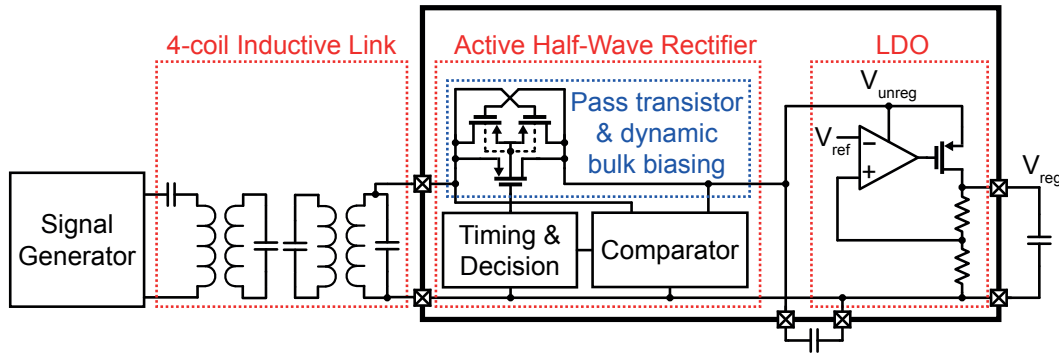 4-coil Inductive Link
Active Half-Wave Rectifier
LDO
Pass transistor
& dynamic
bulk biasing
Vunreg
Vref
−
+
Vreg
Signal
Generator
Timing &
Decision
Comparator